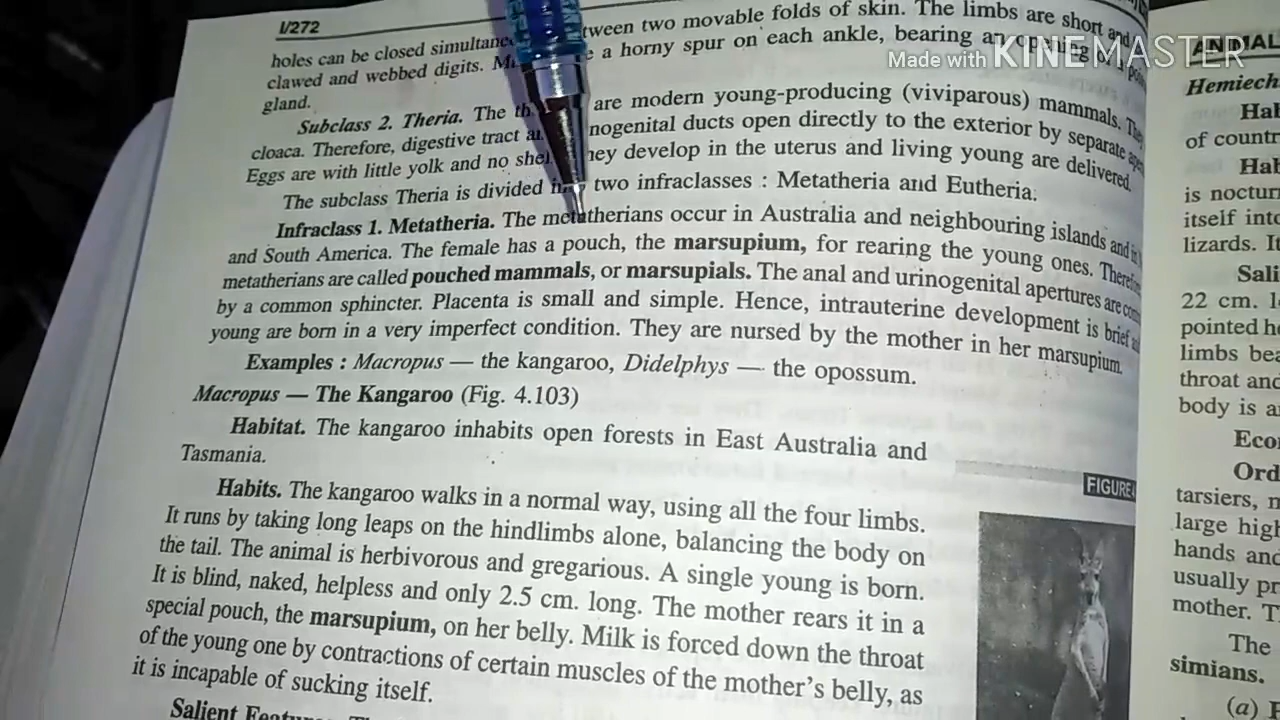 I/272
holes can be closed simultane tween two movable folds of skin. The limbs are short and
clawed and webbed digits. a horny spur on each ankle, bearing an opening of a
gland.
Subclass 2. Theria. The are modern young-producing (viviparous) mammals.
cloaca. Therefore, digestive tract nogenital ducts open directly to the exterior by separate
Eggs are with little yolk and no hey develop in the uterus and living young are delivered.
The subclass Theria is divided two infraclasses : Metatheria and Eutheria.
Infraclass 1. Metatheria. The metatherians occur in Australia and neighbouring islands and
and South America. The female has a pouch, the marsupium, for rearing the young ones.
metatherians are called pouched mammals, or marsupials. The anal and urinogenital apertures are
by a common sphincter. Placenta is small and simple. Hence, intrauterine development is brief
young are born in a very imperfect condition. They are nursed by the mother in her marsupium.
Examples : Macropus — the kangaroo, Didelphys — the opossum.
Macropus — The Kangaroo (Fig. 4.103)
Habitat. The kangaroo inhabits open forests in East Australia and
Tasmania.
Habits. The kangaroo walks in a normal way, using all the four limbs.
It runs by taking long leaps on the hindlimbs alone, balancing the body on
the tail. The animal is herbivorous and gregarious. A single young is born.
It is blind, naked, helpless and only 2.5 cm. long. The mother rears it in a
special pouch, the marsupium, on her belly. Milk is forced down the throat
of the young one by contractions of certain muscles of the mother's belly, as
it is incapable of sucking itself.
Salient
FIGURE
Made with KINEMASTER
ANIMAL
Hemiech
Hal
of countr
Hab
is nocturn
itself into
lizards. It
Sali
22 cm. l
pointed he
limbs bea
throat and
body is a
Eco
Ord
tarsiers, m
large high
hands and
usually pr
mother. T
The
simians.
(a)